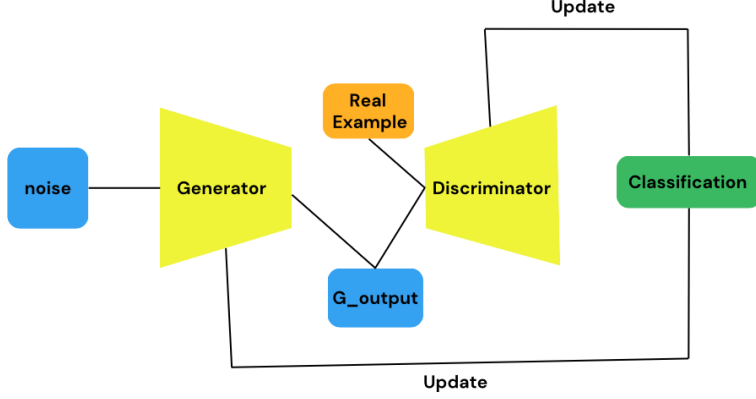 Update
Real
Example
noise
Generator
Discriminator
Classification
G_output
Update